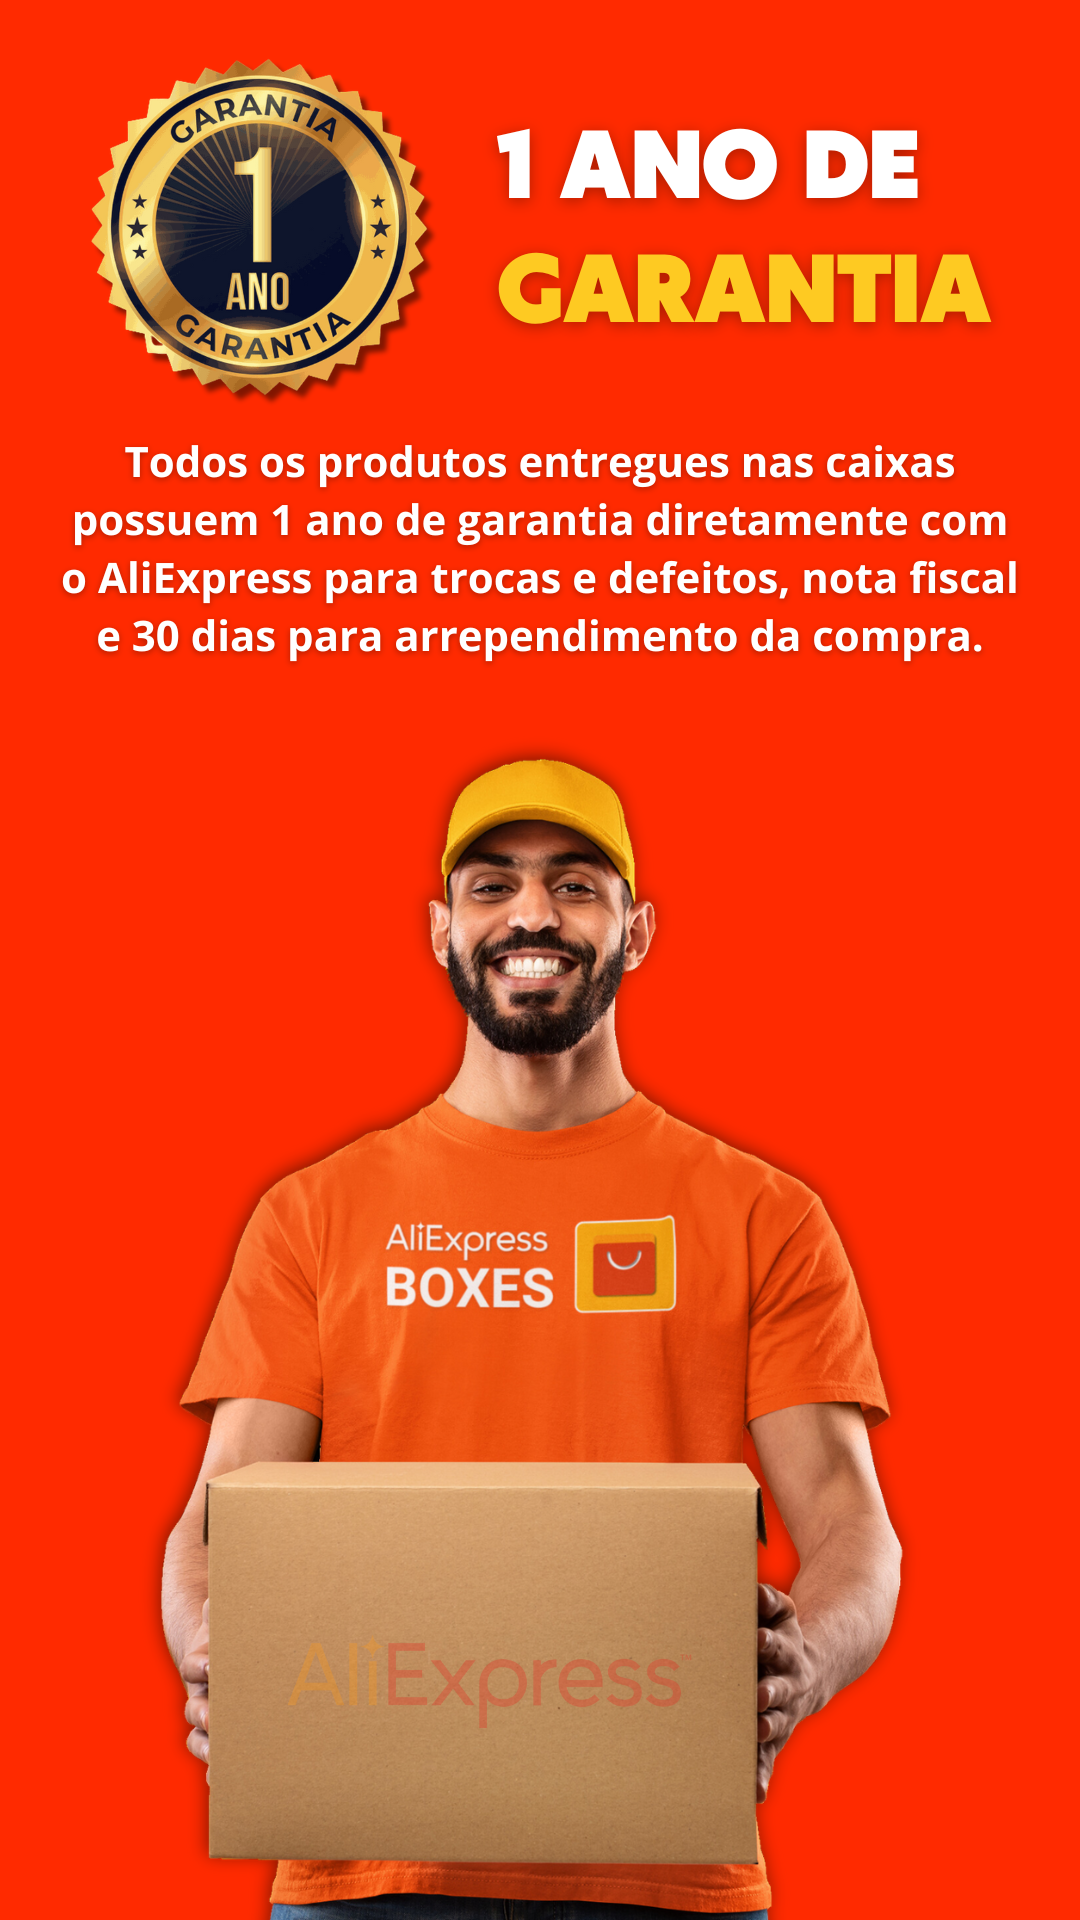 GARANTIA
1
ANO
GARANTIA
1 ANO DE
GARANTIA
Todos os produtos entregues nas caixas
possuem 1 ano de garantia diretamente com
o AliExpress para trocas e defeitos, nota fiscal
e 30 dias para arrependimento da compra.
AliExpress
BOXES
AliExpress™